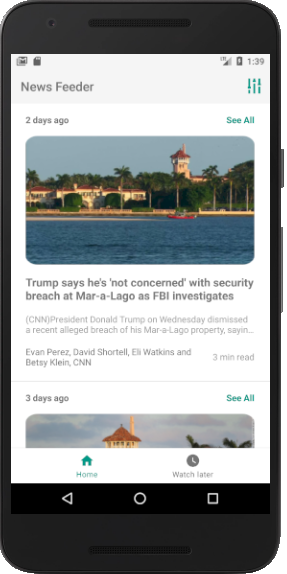 1:39
News Feeder
2 days ago See All
Trump says he's 'not concerned' with security
breach at Mar-a-Lago as FBI investigates
(CNN)President Donald Trump on Wednesday dismissed
a recent alleged breach of his Mar-a-Lago property, sayin...
Evan Perez, David Shortell, Eli Watkins and
Betsy Klein, CNN
3 min read
3 days ago See All
Home Watch later